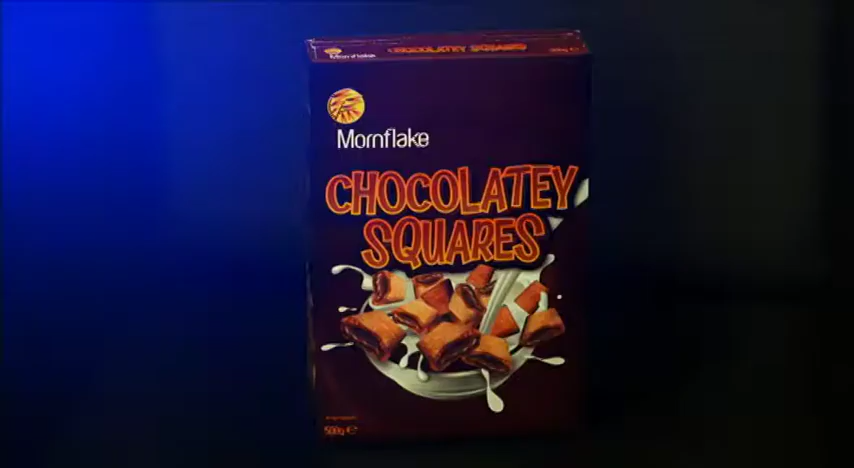 CHOCOLATEY SQUARES
Mornflake
CHOCOLATEY
SQUARES
500g e